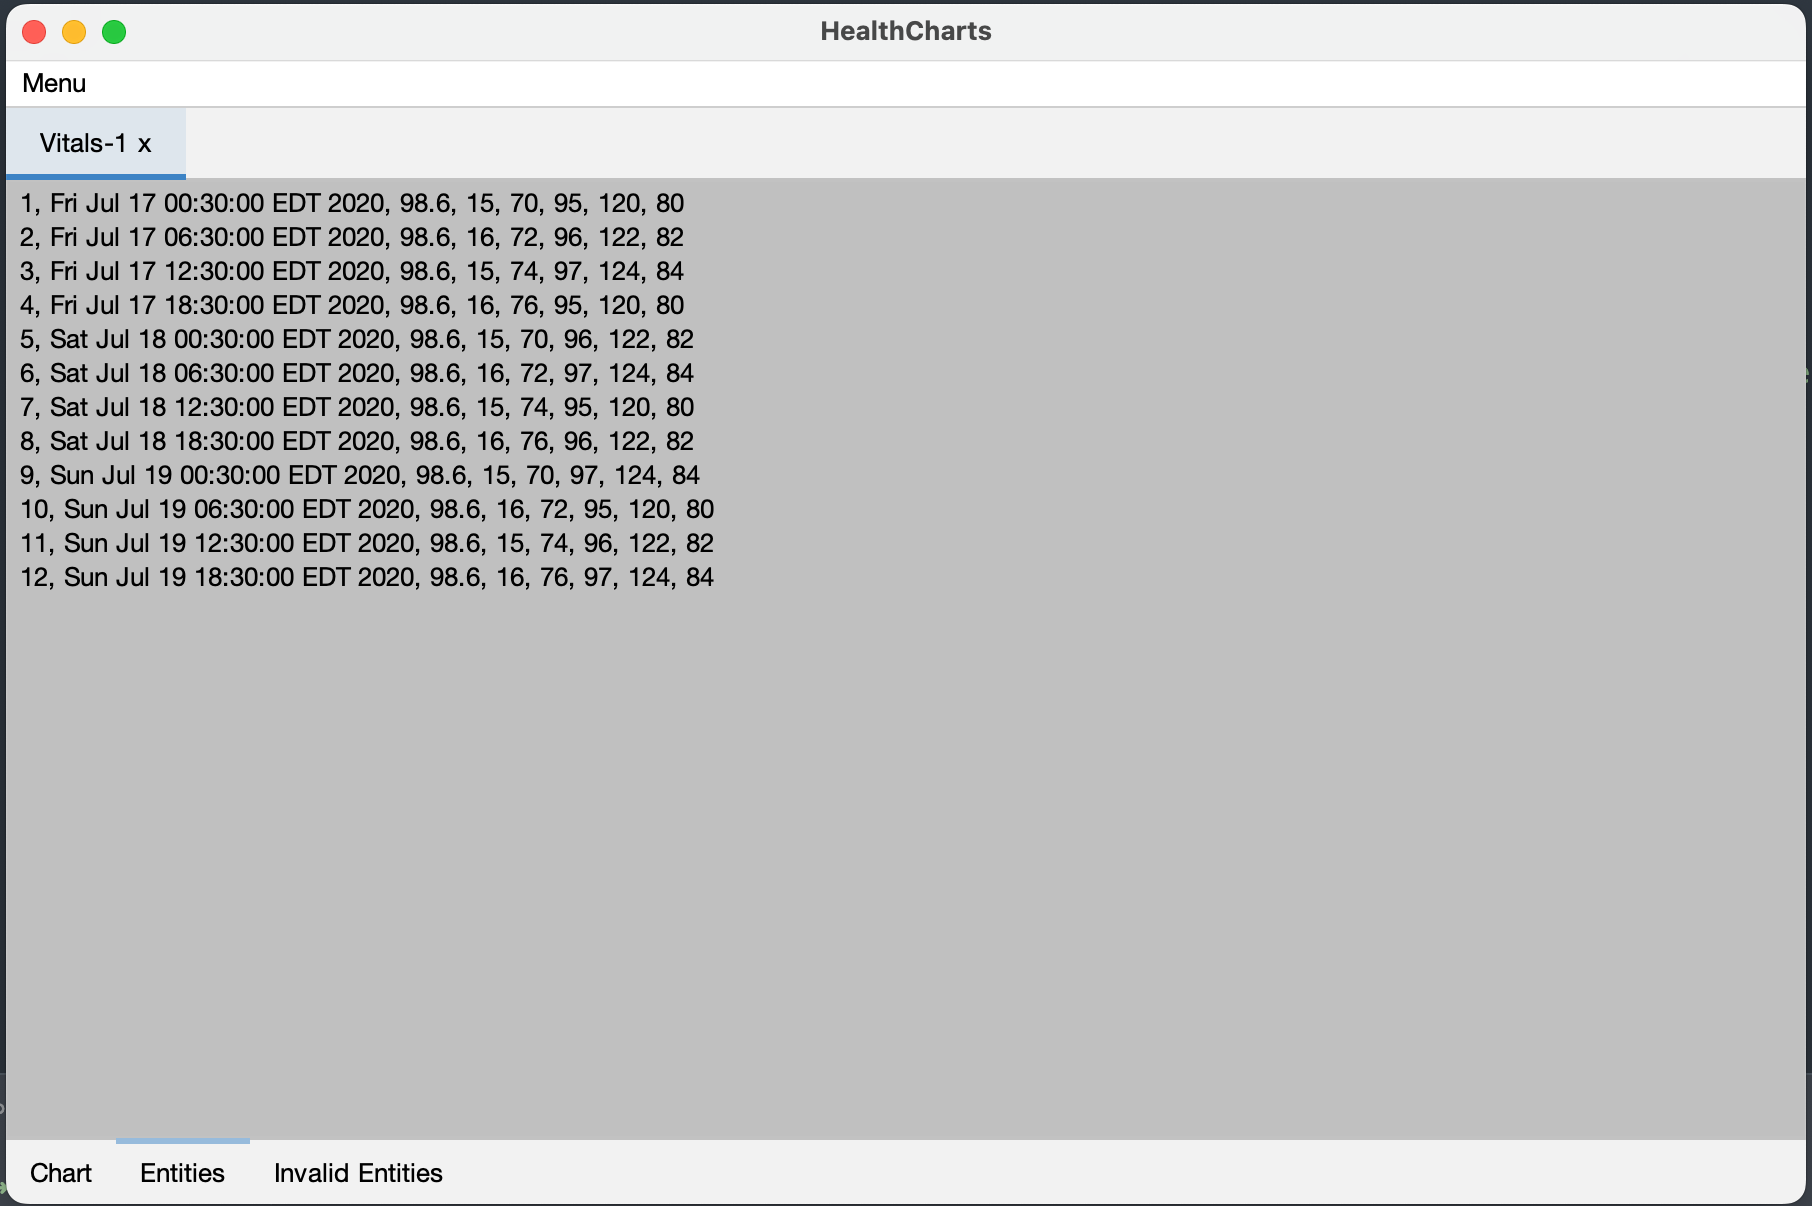 HealthCharts
Menu
Vitals-1 x
1, Fri Jul 17 00:30:00 EDT 2020, 98.6, 15, 70, 95, 120, 80
2, Fri Jul 17 06:30:00 EDT 2020, 98.6, 16, 72, 96, 122, 82
3, Fri Jul 17 12:30:00 EDT 2020, 98.6, 15, 74, 97, 124, 84
4, Fri Jul 17 18:30:00 EDT 2020, 98.6, 16, 76, 95, 120, 80
5, Sat Jul 18 00:30:00 EDT 2020, 98.6, 15, 70, 96, 122, 82
6, Sat Jul 18 06:30:00 EDT 2020, 98.6, 16, 72, 97, 124, 84
7, Sat Jul 18 12:30:00 EDT 2020, 98.6, 15, 74, 95, 120, 80
8, Sat Jul 18 18:30:00 EDT 2020, 98.6, 16, 76, 96, 122, 82
9, Sun Jul 19 00:30:00 EDT 2020, 98.6, 15, 70, 97, 124, 84
10, Sun Jul 19 06:30:00 EDT 2020, 98.6, 16, 72, 95, 120, 80
11, Sun Jul 19 12:30:00 EDT 2020, 98.6, 15, 74, 96, 122, 82
12, Sun Jul 19 18:30:00 EDT 2020, 98.6, 16, 76, 97, 124, 84
Chart Entities Invalid Entities